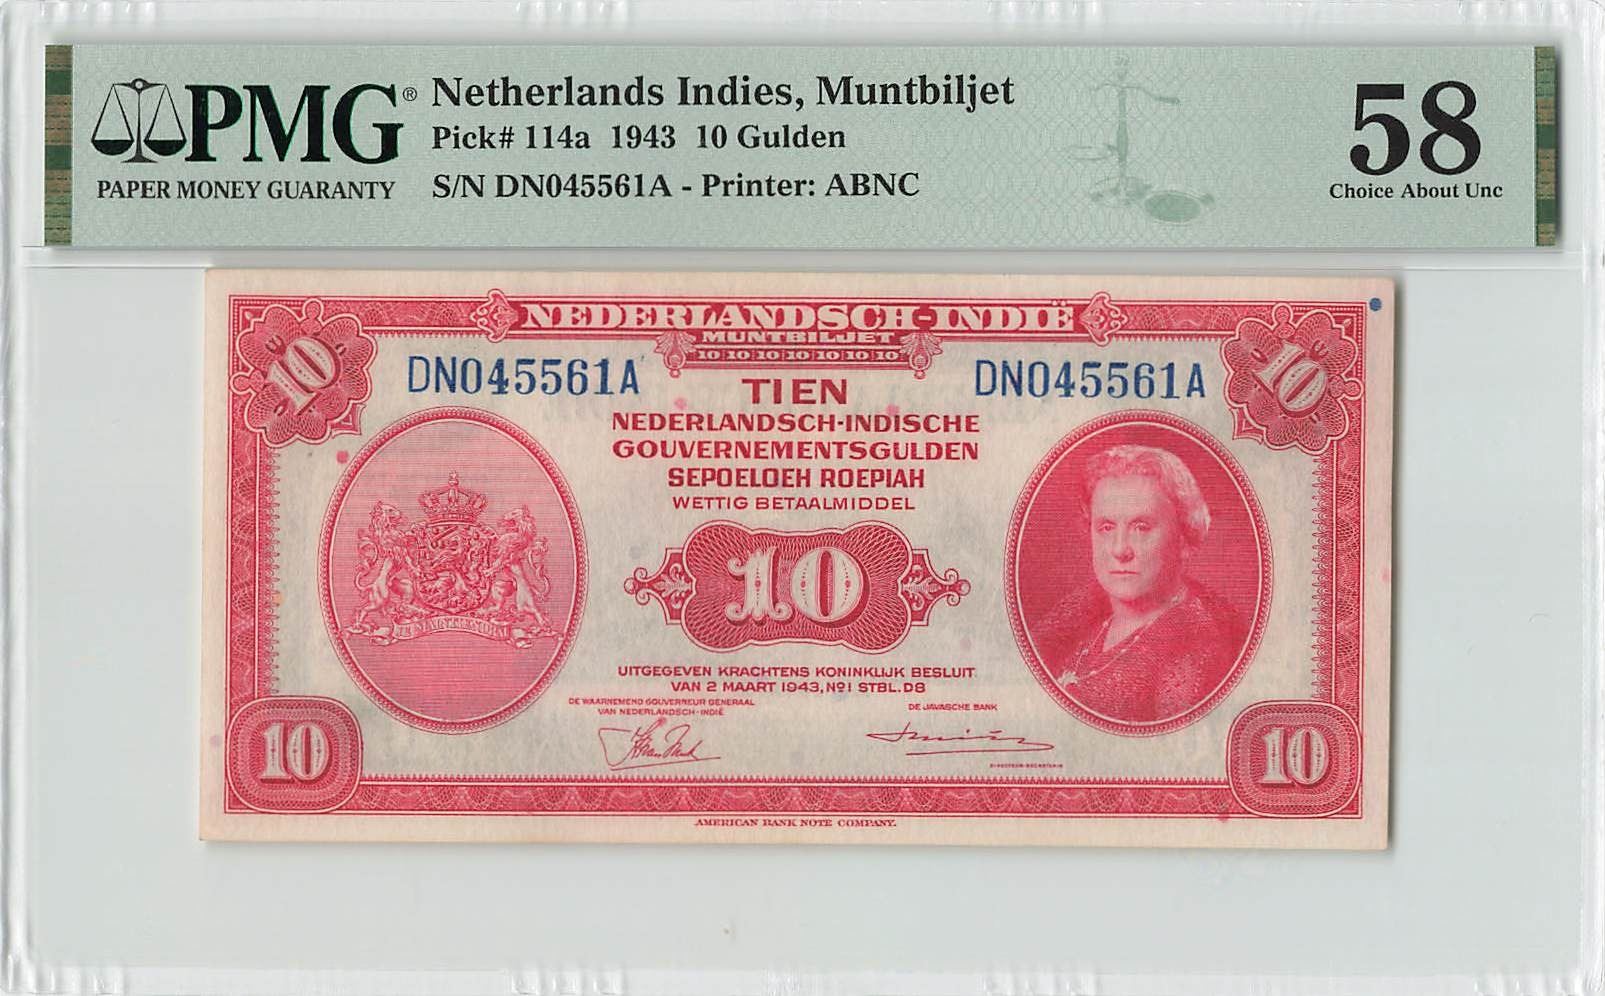 PMG®
PAPER MONEY GUARANTY
Netherlands Indies, Muntbiljet
Pick# 114a 1943 10 Gulden
S/N DN045561A - Printer: ABNC
58
Choice About Unc
NEDERLANDSCH-INDIË
MUNTBILJET
10 10 10 10 10 10 10
10
10
DN045561A
DN045561A
TIEN
NEDERLANDSCH-INDISCHE
GOUVERNEMENTSGULDEN
SEPOELOEH ROEPIAH
WETTIG BETAALMIDDEL
10
UITGEGEVEN KRACHTENS KONINKLIJK BESLUIT
VAN 2 MAART 1943, Nº1 STBL. D8
DE WAARNEMEND GOUVERNEUR GENERAAL
VAN NEDERLANDSCH-INDIË
DE JAVASCHE BANK
DIRECTEUR-SECRETARIS
10
10
AMERICAN BANK NOTE COMPANY.